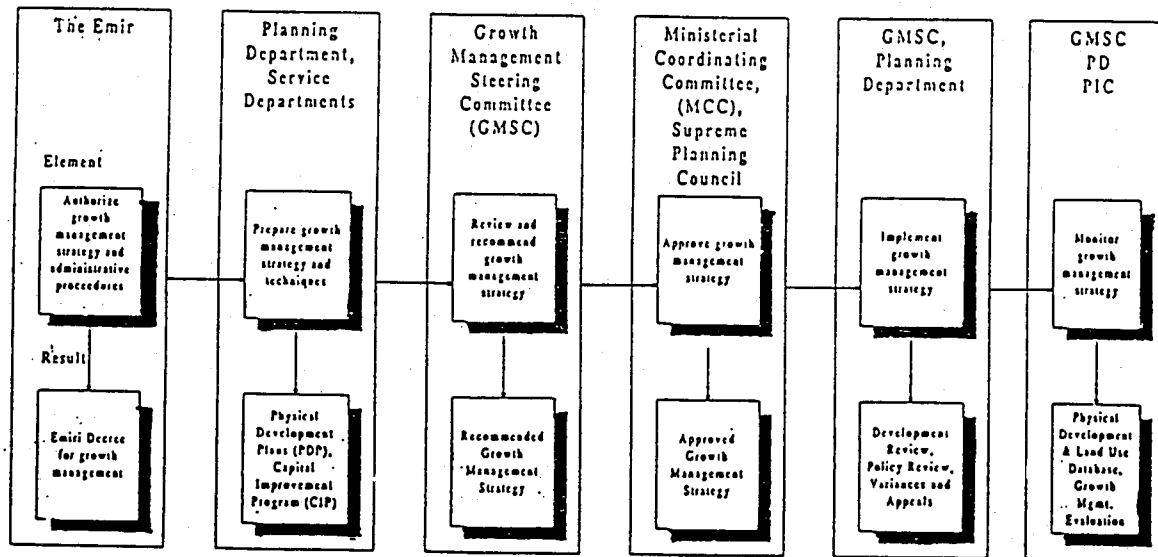 The Emir
Element
Authorize
growth
management
strategy and
administrative
proceedores
Result
Emiri Decree
for growth
management
Planning
Department,
Service
Departments
Prepare growth
management
strategy and
techniques
Physical
Development
Plans (PDP),
Capital
Improvement
Program (CIP)
Growth
Management
Steering
Committee
(GMSC)
Review and
recommend
growth
management
strategy
Recommended
Growth
Management
Strategy
Ministerial
Coordinating
Committee,
(MCC),
Supreme
Planning
Council
Approve growth
management
strategy
Approved
Growth
Management
Strategy
GMSC,
Planning
Department
Implement
growth
management
strategy
Development
Review,
Policy Review,
Variances and
Appeals
GMSC
PD
PIC
Monitor
growth
management
strategy
Physical
Development
& Land Use
Database,
Growth
Mgmt.
Evaluation